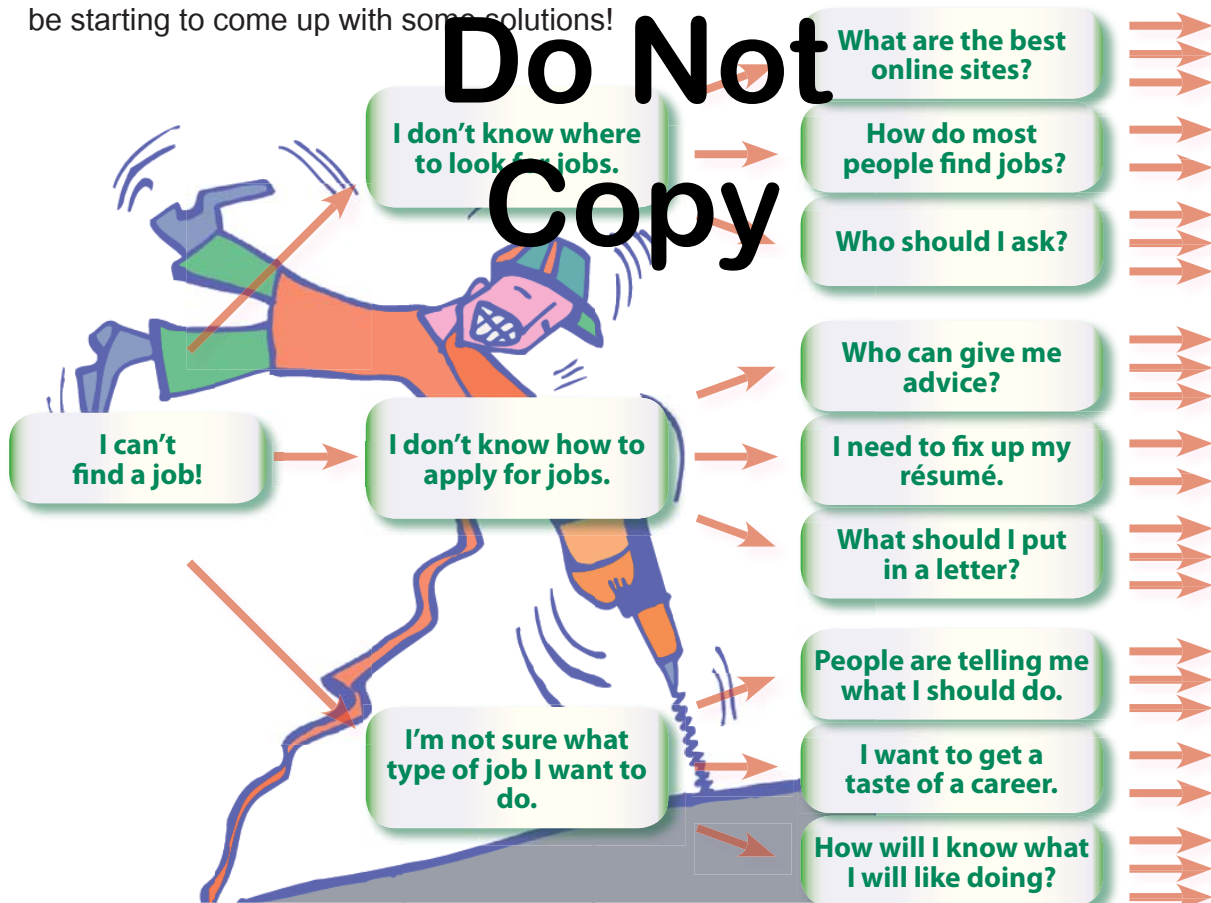 be starting to come up with some solutions!
Do Not
Copy
I can't
find a job!
I don't know where
to look for jobs.
What are the best
online sites?
How do most
people find jobs?
Who should I ask?
I don't know how to
apply for jobs.
Who can give me
advice?
I need to fix up my
résumé.
What should I put
in a letter?
I'm not sure what
type of job I want to
do.
People are telling me
what I should do.
I want to get a
taste of a career.
How will I know what
I will like doing?